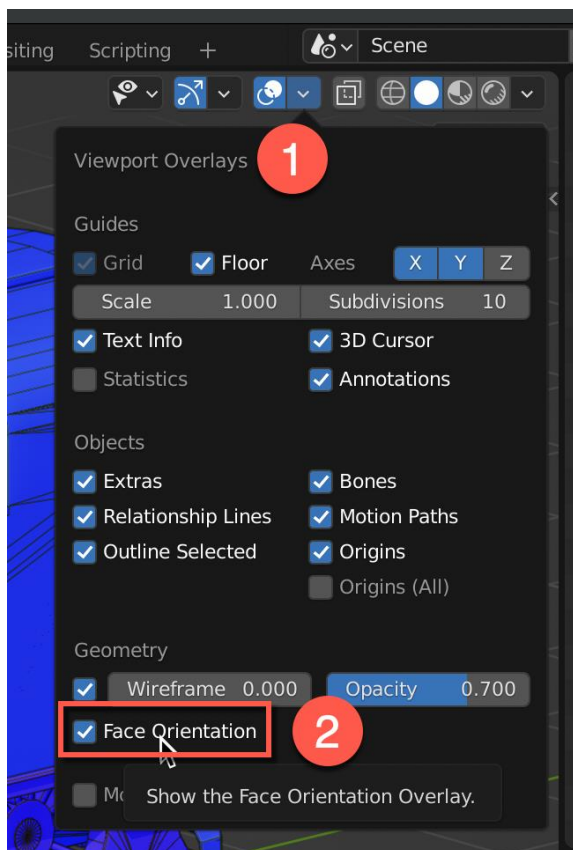 siting Scripting + Scene
Viewport Overlays 1
Guides
Grid Floor Axes X Y Z
Scale 1.000 Subdivisions 10
Text Info 3D Cursor
Statistics Annotations
Objects
Extras Bones
Relationship Lines Motion Paths
Outline Selected Origins
Origins (All)
Geometry
Wireframe 0.000 Opacity 0.700
Face Orientation 2
Mo Show the Face Orientation Overlay.